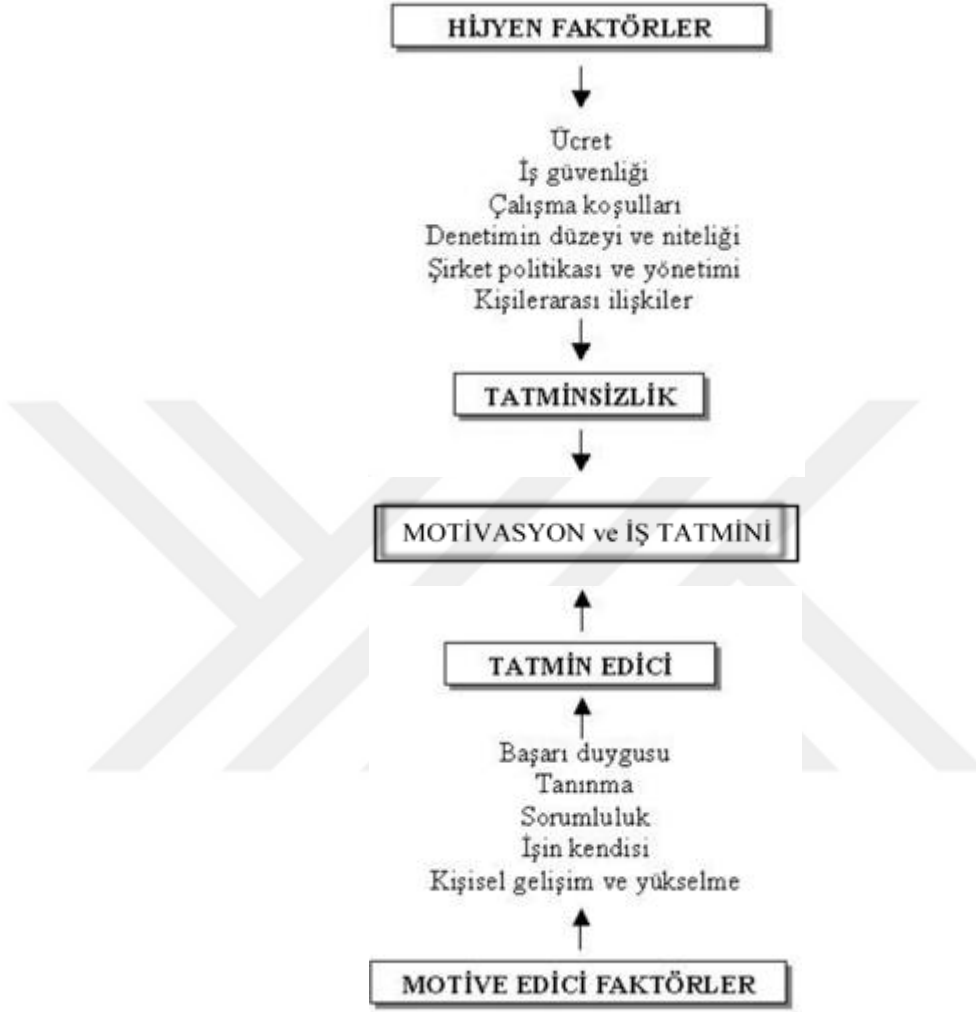 HİJYEN FAKTÖRLER
Ücret
İş güvenliği
Çalışma koşulları
Denetimin düzeyi ve niteliği
Şirket politikası ve yönetimi
Kişilerarası ilişkiler
TATMİNSİZLİK
MOTİVASYON ve İŞ TATMİNİ
TATMİN EDİCİ
Başarı duygusu
Tanınma
Sorumluluk
İşin kendisi
Kişisel gelişim ve yükselme
MOTİVE EDİCİ FAKTÖRLER